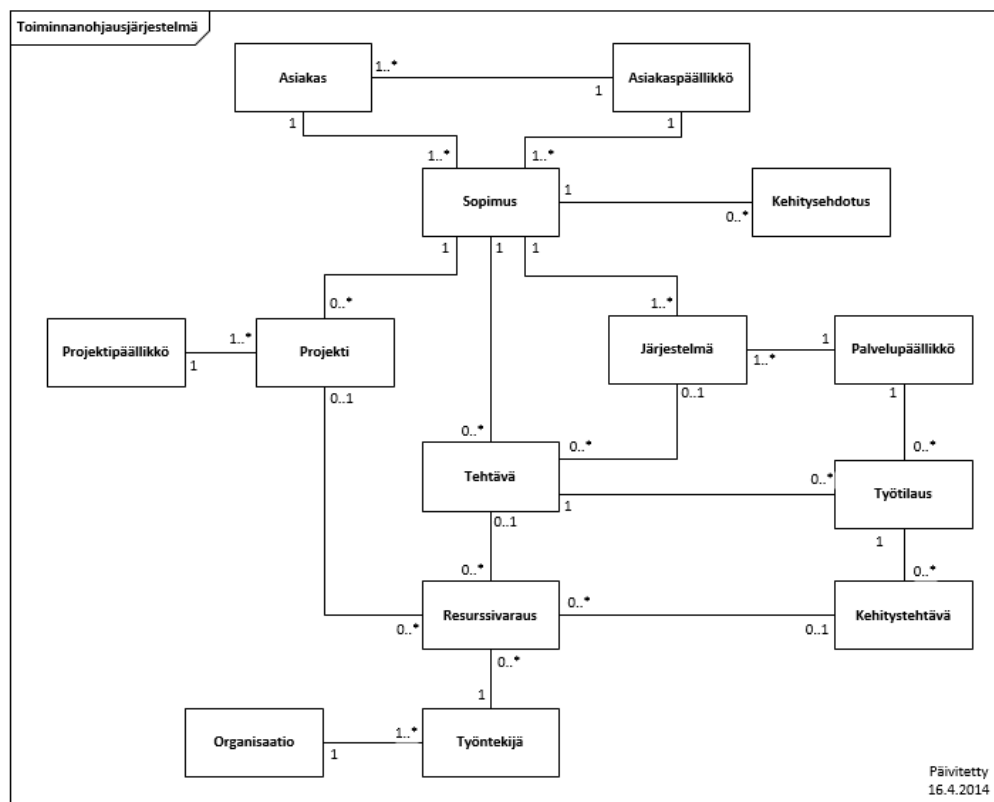 Toiminnanohjausjärjestelmä
Asiakas
1..*
1
Asiakaspäällikkö
1
1
1..*
1..*
Sopimus
1
0..*
Kehitysehdotus
1
1
1
0..*
1..*
Projektipäällikkö
1
1..*
Projekti
Järjestelmä
1..*
1
Palvelupäällikkö
0..1
0..1
1
0..*
0..*
0..*
Tehtävä
1
0..*
Työtilaus
0..1
1
0..*
0..*
0..*
Resurssivaraus
0..*
0..1
Kehitystehtävä
0..*
1
Organisaatio
1
1..*
Työntekijä
Päivitetty
16.4.2014